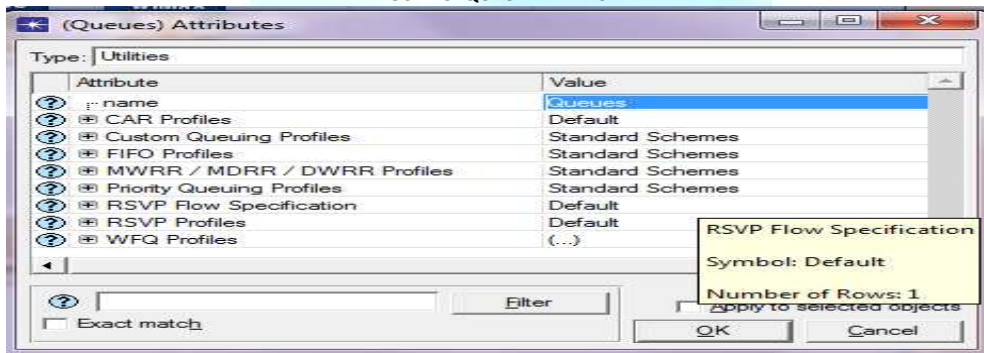 (Queues) Attributes
Type: Utilities
Attribute Value
name Queues
CAR Profiles Default
Custom Queuing Profiles Standard Schemes
FIFO Profiles Standard Schemes
MWRR / MDRR / DWRR Profiles Standard Schemes
Priority Queuing Profiles Standard Schemes
RSVP Flow Specification Default
RSVP Profiles Default
WFQ Profiles (...)
RSVP Flow Specification
Symbol: Default
Number of Rows: 1
Filter
Apply to selected objects
Exact match
OK Cancel